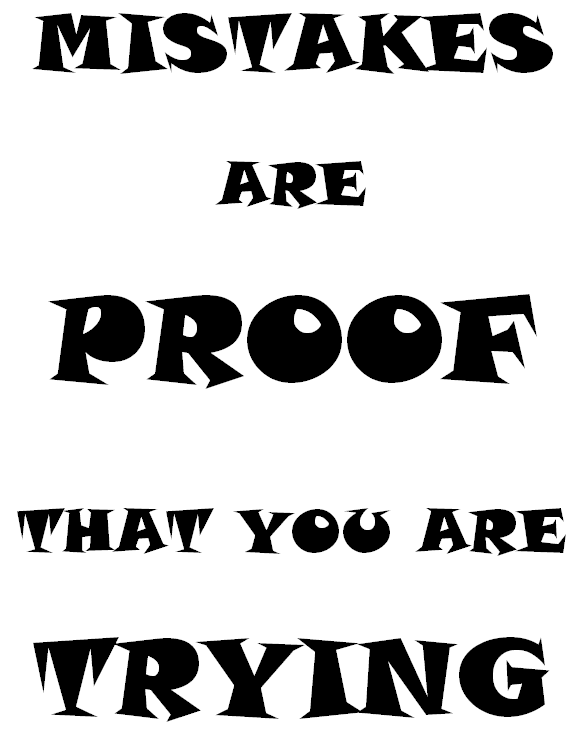 MISTAKES
ARE
PROOF
THAT YOU ARE
TRYING